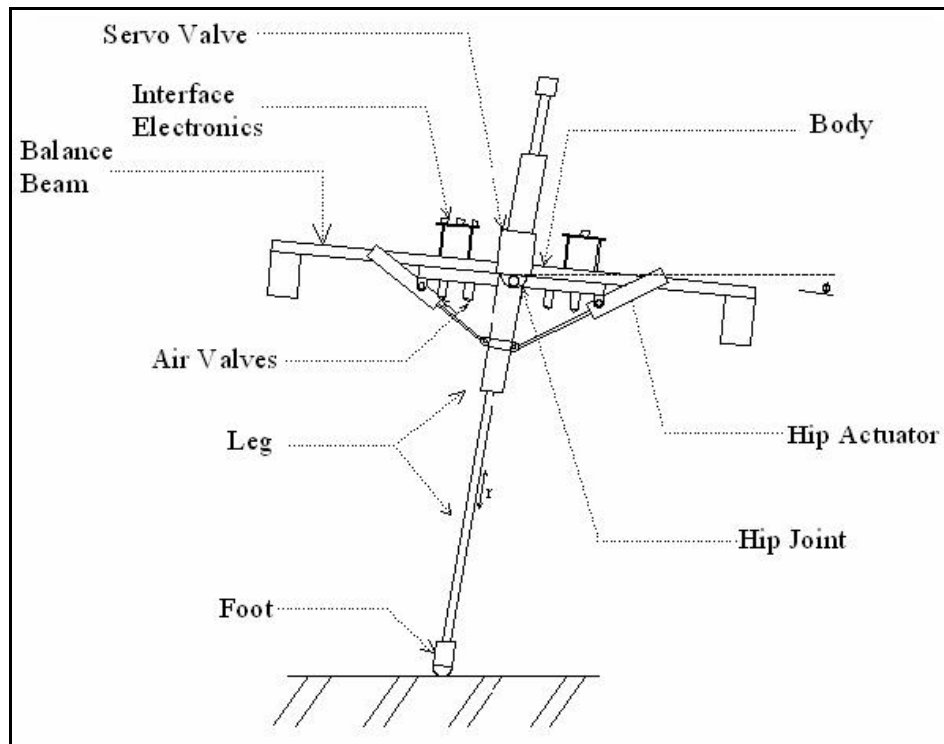 Servo Valve
Interface
Electronics
Body
Balance
Beam
ϕ
Air Valves
Leg
Hip Actuator
r
Hip Joint
Foot